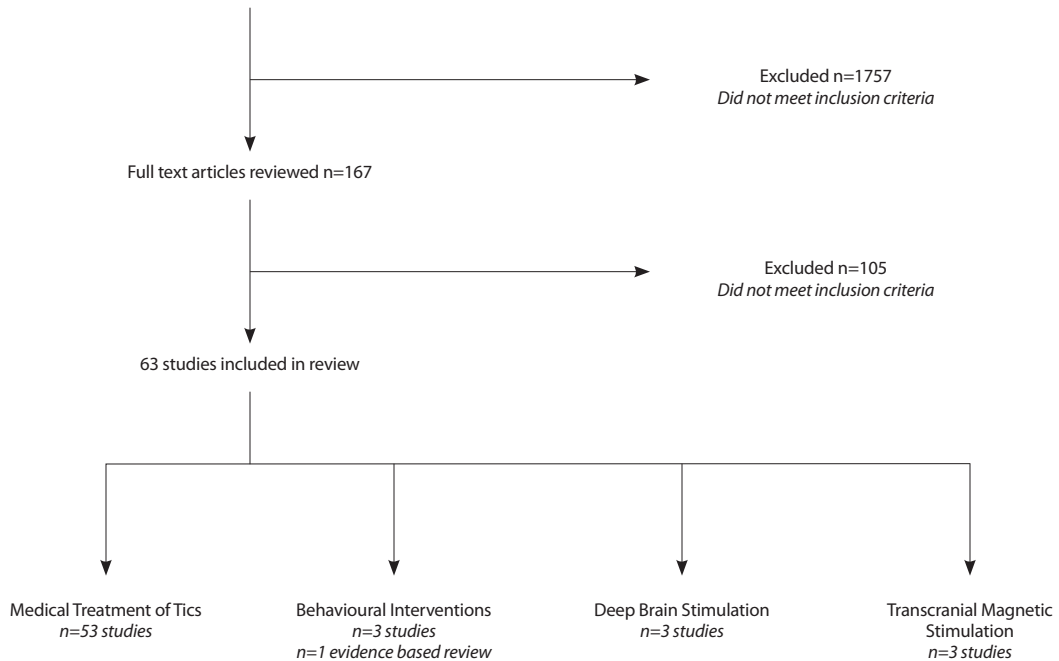 Excluded n=1757
Did not meet inclusion criteria
Full text articles reviewed n=167
Excluded n=105
Did not meet inclusion criteria
63 studies included in review
Medical Treatment of Tics
n=53 studies
Behavioural Interventions
n=3 studies
n=1 evidence based review
Deep Brain Stimulation
n=3 studies
Transcranial Magnetic
Stimulation
n=3 studies